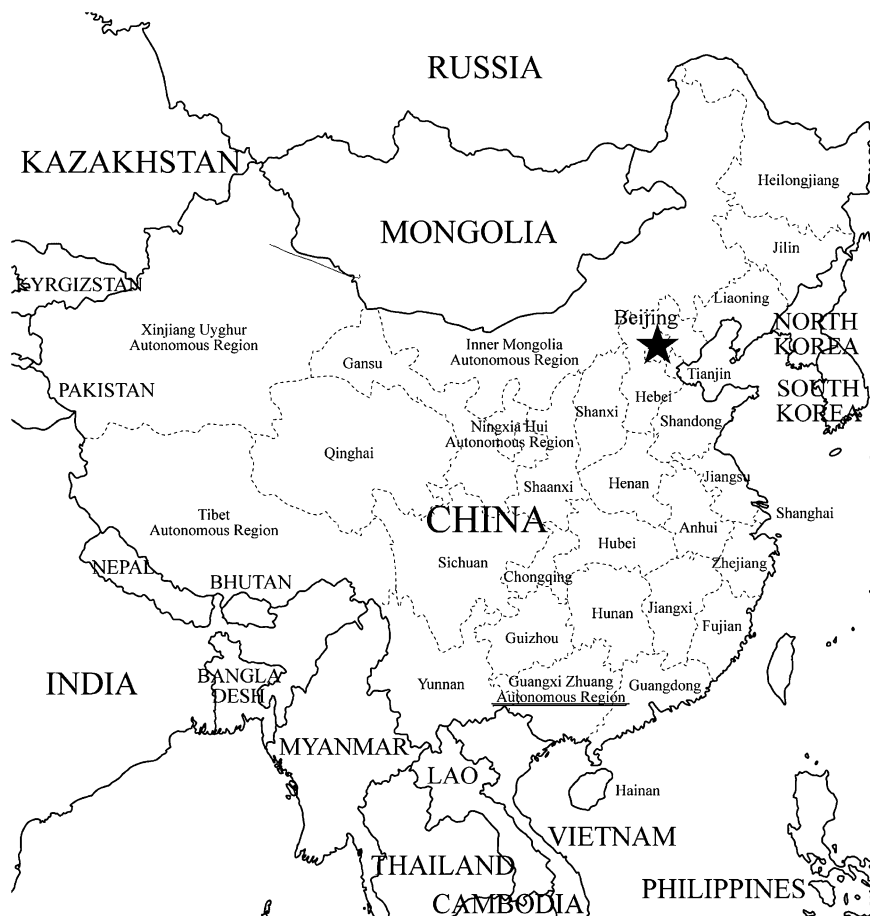 RUSSIA
KAZAKHSTAN
Heilongjiang
MONGOLIA
Jilin
KYRGIZSTAN
Liaoning
Beijing
NORTH
KOREA
Xinjiang Uyghur
Autonomous Region
Inner Mongolia
Autonomous Region
Gansu
Tianjin
PAKISTAN
SOUTH
KOREA
Hebei
Shanxi
Shandong
Ningxia Hui
Autonomous Region
Qinghai
Jiangsu
Henan
Shaanxi
Shanghai
Tibet
Autonomous Region
CHINA
Anhui
Hubei
Sichuan
Zhejiang
NEPAL
Chongqing
BHUTAN
Jiangxi
Hunan
Fujian
Guizhou
INDIA
BANGLA
DESH
Yunnan
Guangxi Zhuang
Autonomous Region
Guangdong
MYANMAR
LAO
Hainan
VIETNAM
THAILAND
PHILIPPINES
CAMBODIA